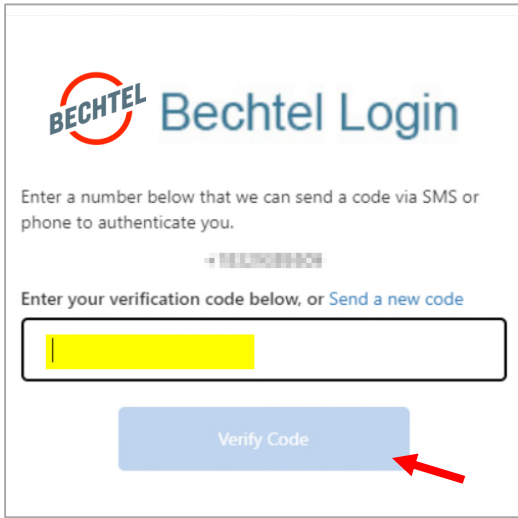 BECHTEL
Bechtel Login
Enter a number below that we can send a code via SMS or
phone to authenticate you.
Enter your verification code below, or Send a new code
Verify Code